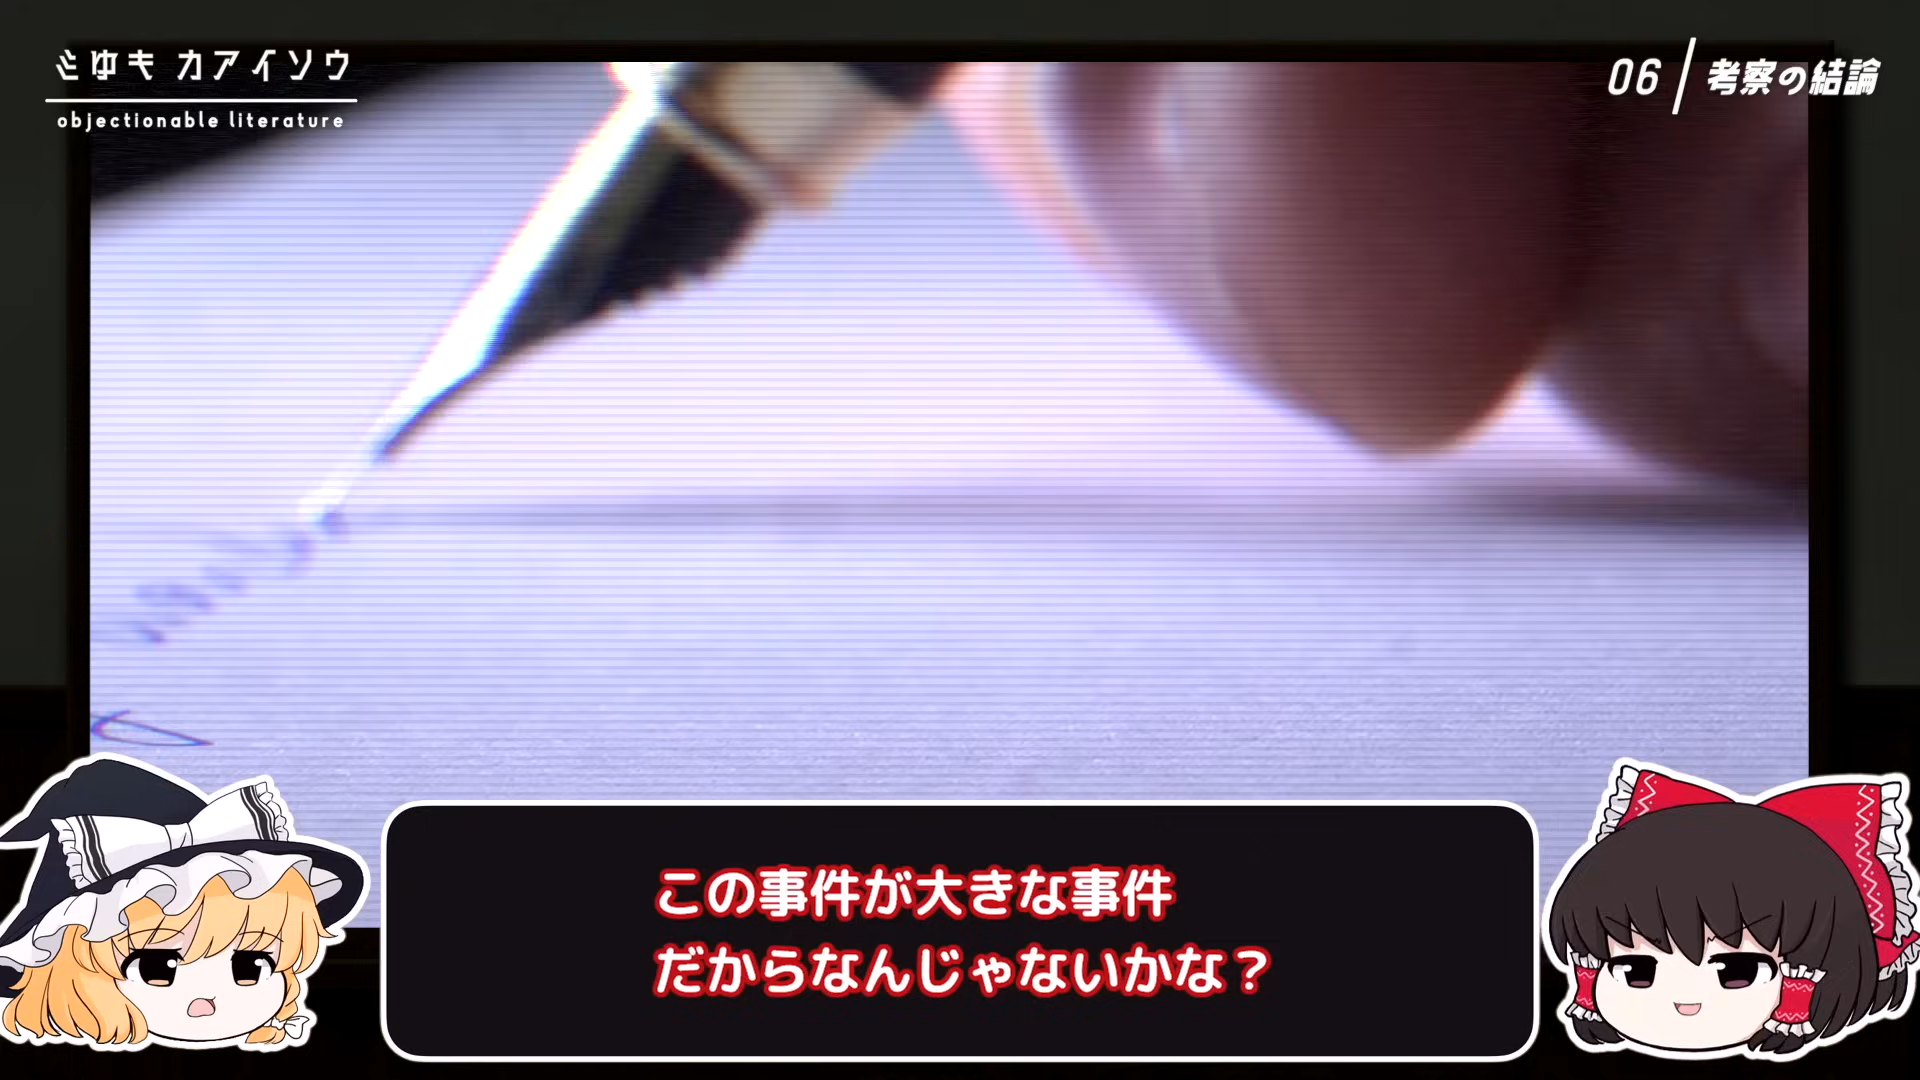 ミゆキ カアイソウ
objectionable literature
06 考察の結論
この事件が大きな事件
だからなんじゃないかな？